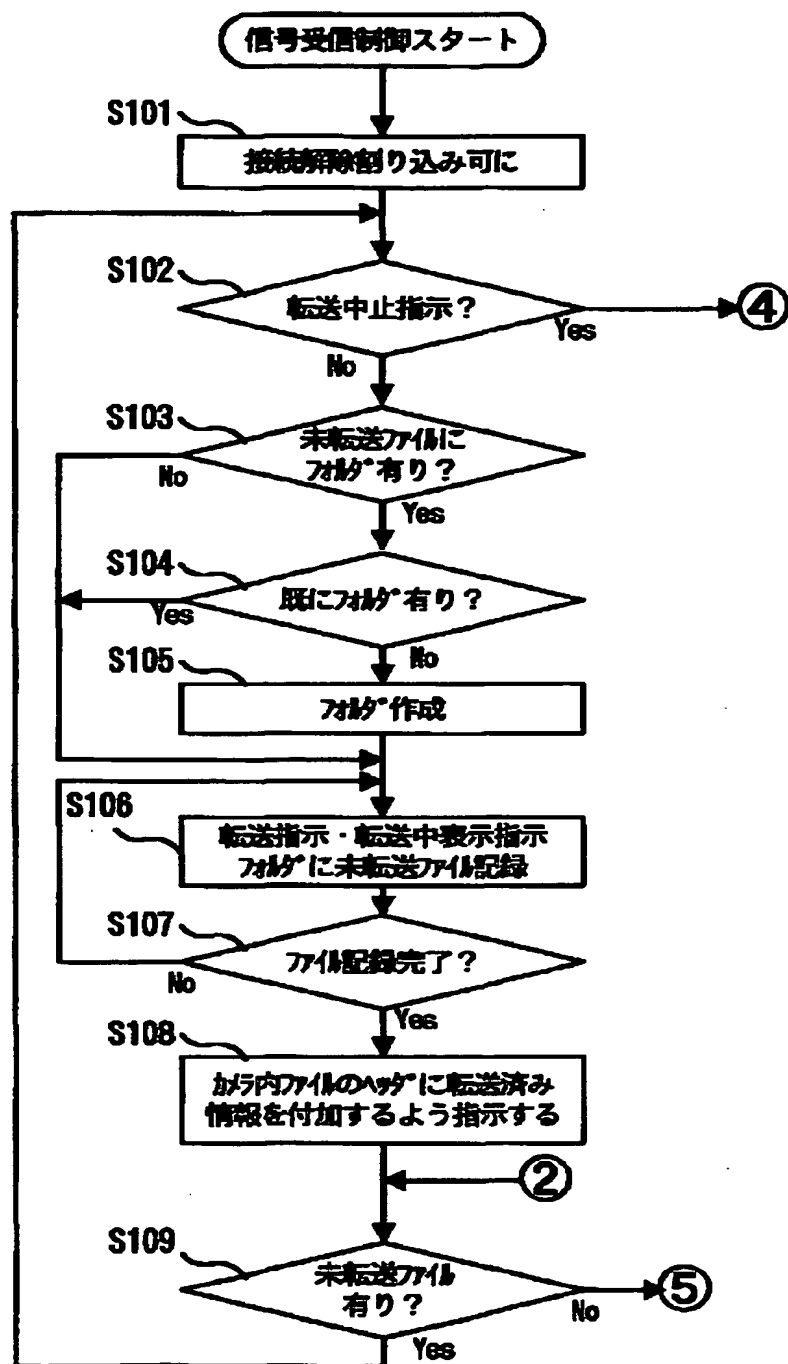 信号受信制御スタート
S101
接続解除割り込み可に
S102
転送中止指示?
Yes
④
No
S103
未転送ファイルに
フォルダ有り?
No
Yes
S104
既にフォルダ有り?
Yes
No
S105
フォルダ作成
S106
転送指示・転送中表示指示
フォルダに未転送ファイル記録
S107
ファイル記録完了?
No
Yes
S108
カメラ内ファイルのヘッダに転送済み
情報を付加するよう指示する
②
S109
未転送ファイル
有り?
No
⑤
Yes